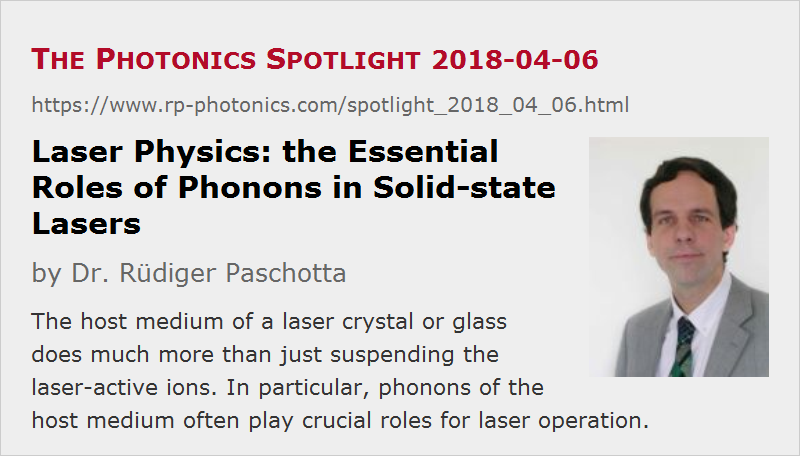 The Photonics Spotlight 2018-04-06
https://www.rp-photonics.com/spotlight_2018_04_06.html
Laser Physics: the Essential
Roles of Phonons in Solid-state
Lasers
by Dr. Rüdiger Paschotta
The host medium of a laser crystal or glass
does much more than just suspending the
laser-active ions. In particular, phonons of the
host medium often play crucial roles for laser operation.